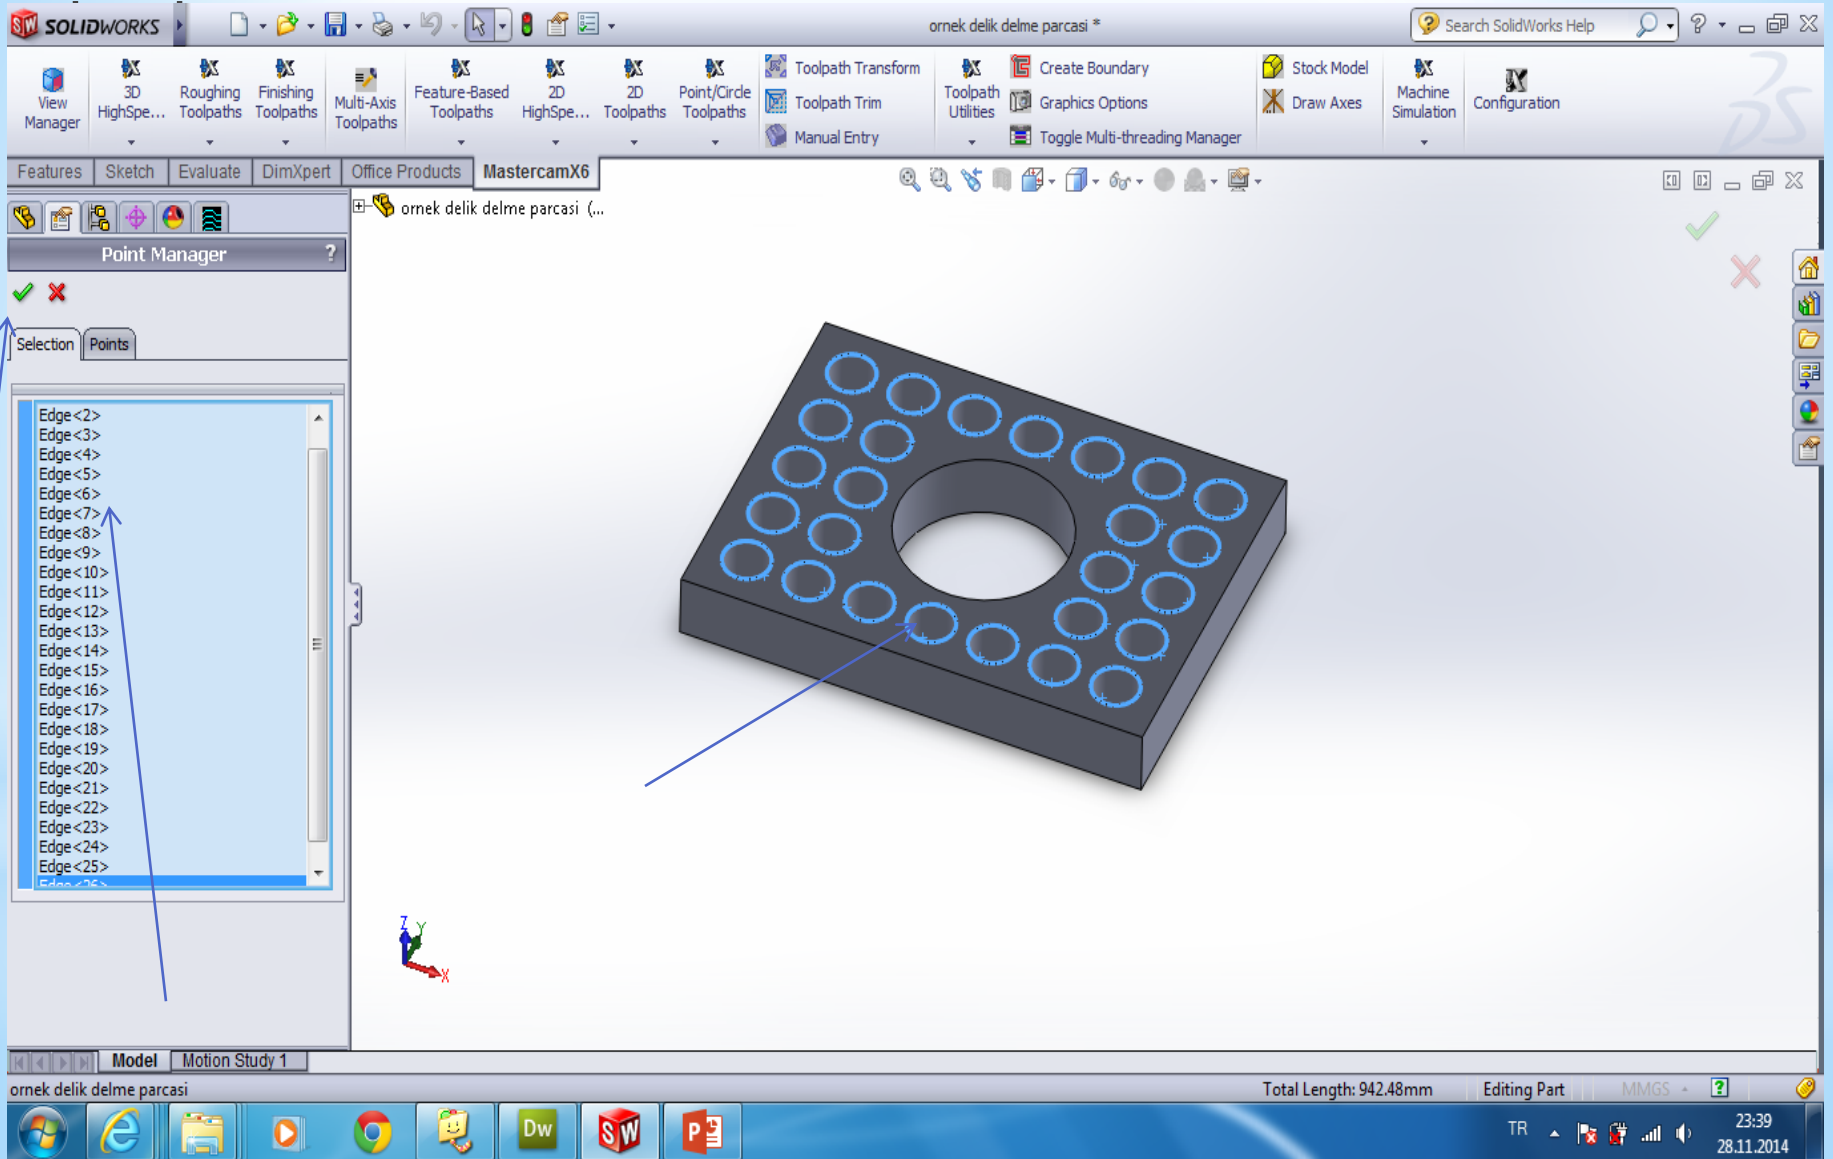 SOLIDWORKS
ornek delik delme parcasi *
Search SolidWorks Help
View Manager
3D HighSpe...
Roughing Toolpaths
Finishing Toolpaths
Multi-Axis Toolpaths
Feature-Based Toolpaths
2D HighSpe...
2D Toolpaths
Point/Circle Toolpaths
Toolpath Transform
Toolpath Trim
Manual Entry
Toolpath Utilities
Create Boundary
Graphics Options
Toggle Multi-threading Manager
Stock Model
Draw Axes
Machine Simulation
Configuration
Features Sketch Evaluate DimXpert Office Products MastercamX6
ornek delik delme parcasi (...
Point Manager ?
Selection Points
Edge<2>
Edge<3>
Edge<4>
Edge<5>
Edge<6>
Edge<7>
Edge<8>
Edge<9>
Edge<10>
Edge<11>
Edge<12>
Edge<13>
Edge<14>
Edge<15>
Edge<16>
Edge<17>
Edge<18>
Edge<19>
Edge<20>
Edge<21>
Edge<22>
Edge<23>
Edge<24>
Edge<25>
Edge<26>
Z
Y
X
Model Motion Study 1
ornek delik delme parcasi
Total Length: 942.48mm Editing Part MMGS
Dw
SW
P
TR
23:39
28.11.2014